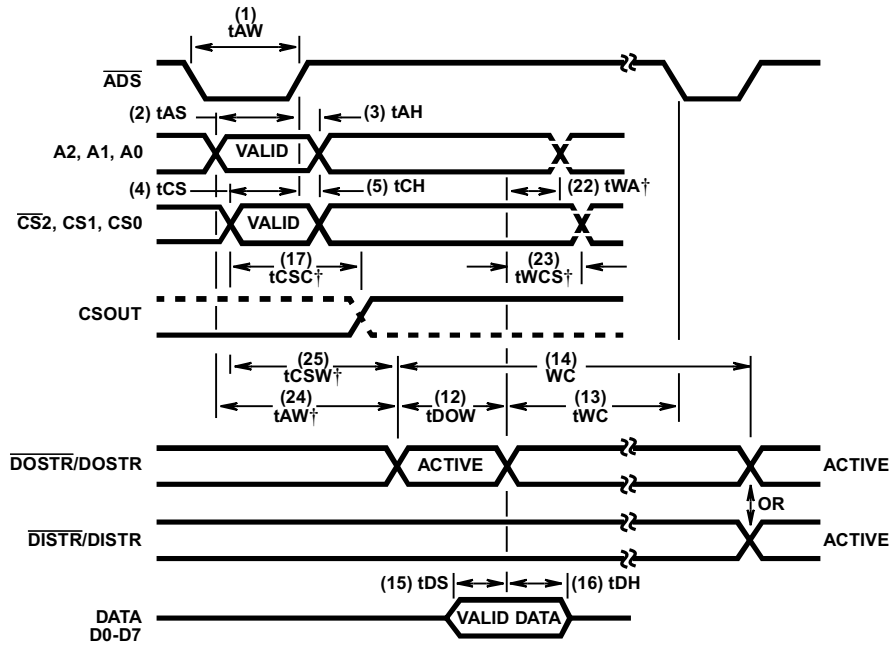 (1)
tAW
ADS
(2) tAS
(3) tAH
A2, A1, A0
VALID
(4) tCS
(5) tCH
(22) tWA†
CS2, CS1, CS0
VALID
(17)
tCSC†
(23)
tWCS†
CSOUT
(25)
tCSW†
(14)
WC
(24)
tAW†
(12)
tDOW
(13)
tWC
DOSTR/DOSTR
ACTIVE
ACTIVE
OR
DISTR/DISTR
ACTIVE
(15) tDS
(16) tDH
DATA
D0-D7
VALID DATA